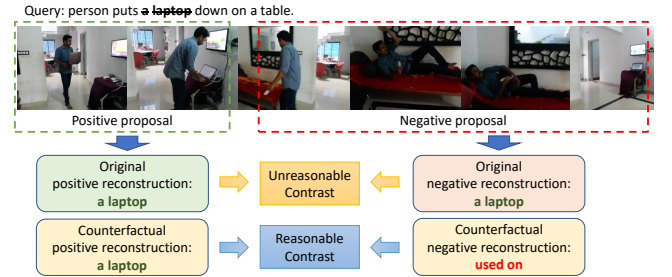 Query: person puts a laptop down on a table.
Positive proposal
Negative proposal
Original
positive reconstruction:
a laptop
Unreasonable
Contrast
Original
negative reconstruction:
a laptop
Counterfactual
positive reconstruction:
a laptop
Reasonable
Contrast
Counterfactual
negative reconstruction:
used on